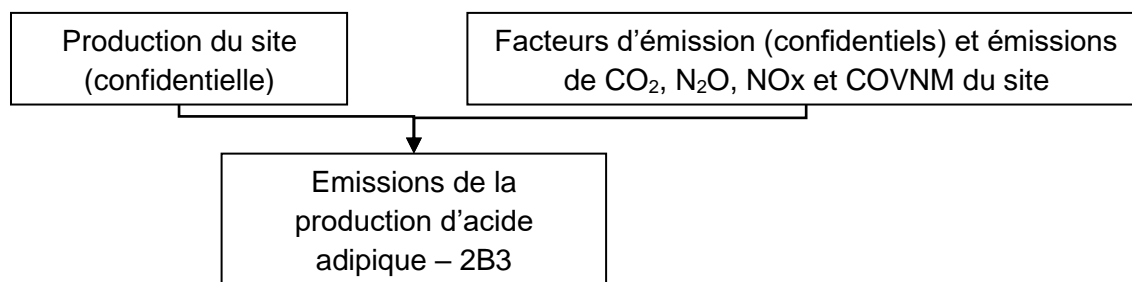 Production du site
(confidentielle)
Facteurs d’émission (confidentiels) et émissions
de CO₂, N₂O, NOx et COVNM du site
Emissions de la
production d’acide
adipique – 2B3